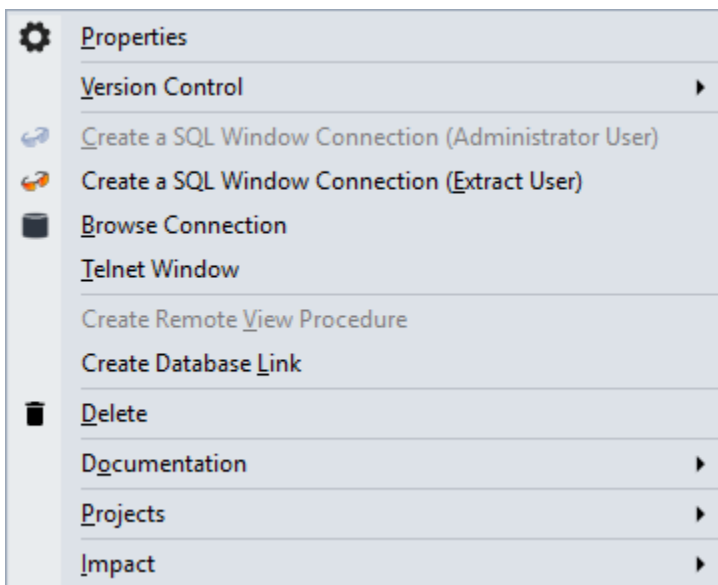 Properties
Version Control
Create a SQL Window Connection (Administrator User)
Create a SQL Window Connection (Extract User)
Browse Connection
Telnet Window
Create Remote View Procedure
Create Database Link
Delete
Documentation
Projects
Impact